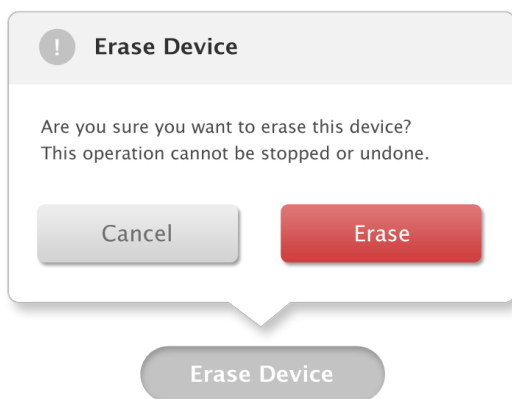 !
Erase Device
Are you sure you want to erase this device?
This operation cannot be stopped or undone.
Cancel
Erase
Erase Device